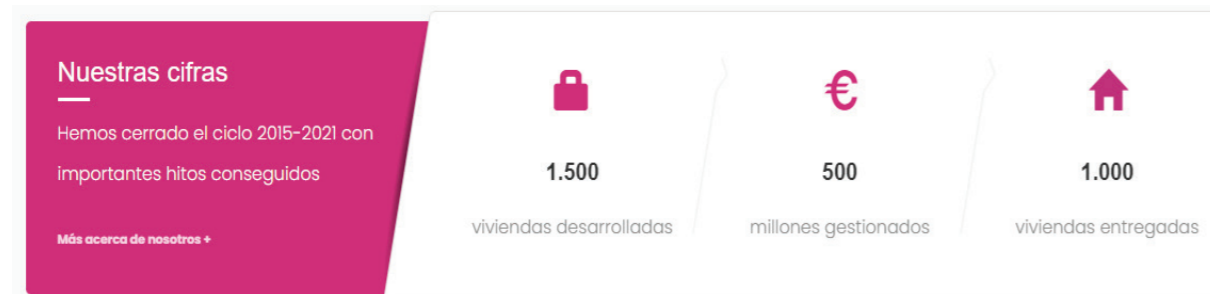 Nuestras cifras
Hemos cerrado el ciclo 2015-2021 con
importantes hitos conseguidos
Más acerca de nosotros +
€
1.500
viviendas desarrolladas
500
millones gestionados
1.000
viviendas entregadas